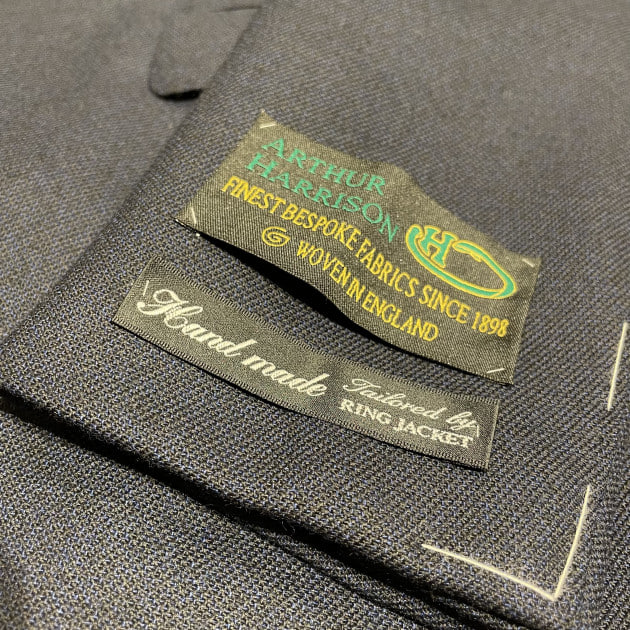 ARTHUR
HARRISON
FINEST BESPOKE FABRICS SINCE 1898
WOVEN IN ENGLAND
H
Hand made
Tailored by
RING JACKET